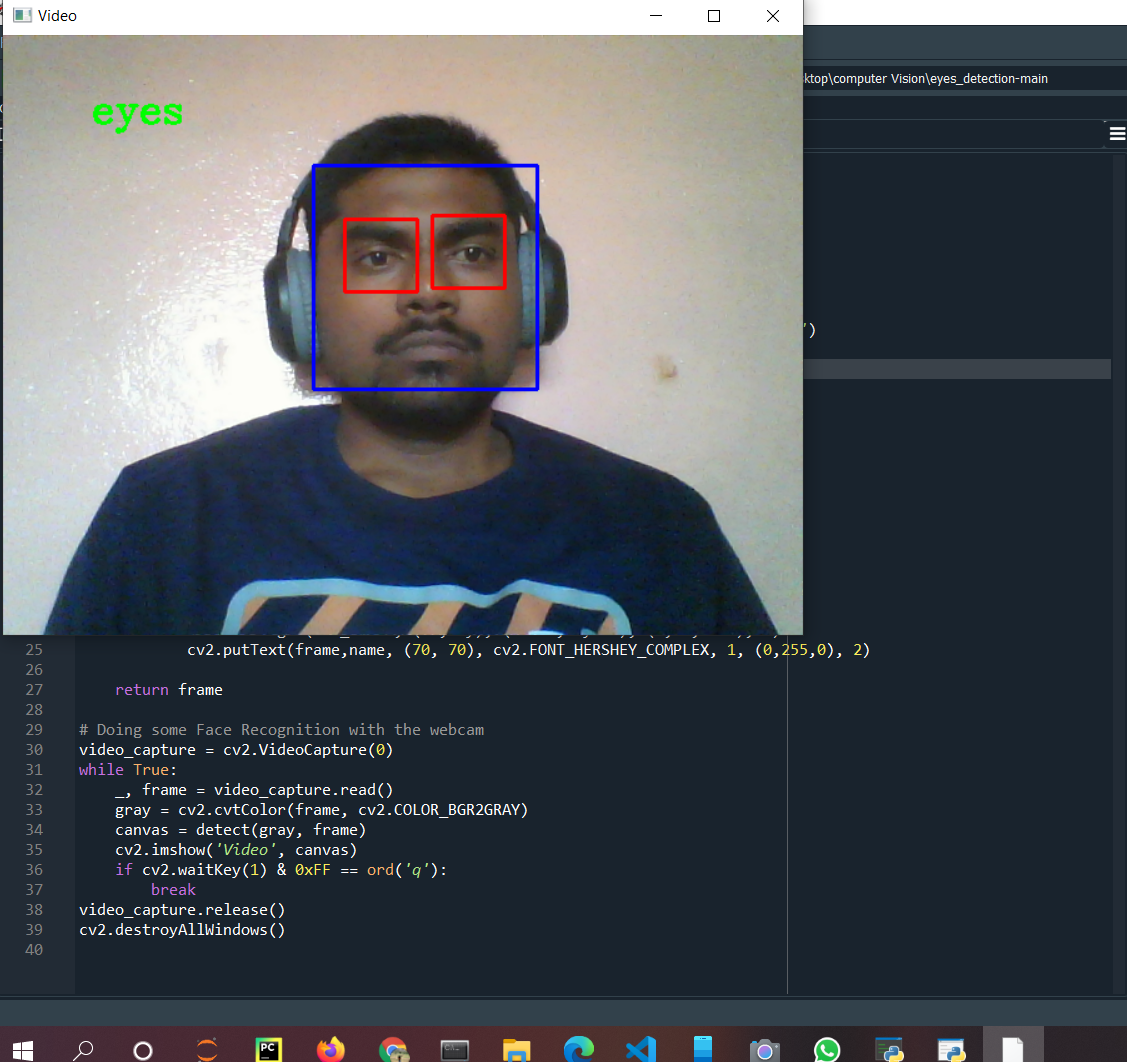 Video
eyes
ktop\computer Vision\eyes_detection-main
')
25 cv2.putText(frame,name, (70, 70), cv2.FONT_HERSHEY_COMPLEX, 1, (0,255,0), 2)
26
27 return frame
28
29 # Doing some Face Recognition with the webcam
30 video_capture = cv2.VideoCapture(0)
31 while True:
32 _, frame = video_capture.read()
33 gray = cv2.cvtColor(frame, cv2.COLOR_BGR2GRAY)
34 canvas = detect(gray, frame)
35 cv2.imshow('Video', canvas)
36 if cv2.waitKey(1) & 0xFF == ord('q'):
37 break
38 video_capture.release()
39 cv2.destroyAllWindows()
40
PC